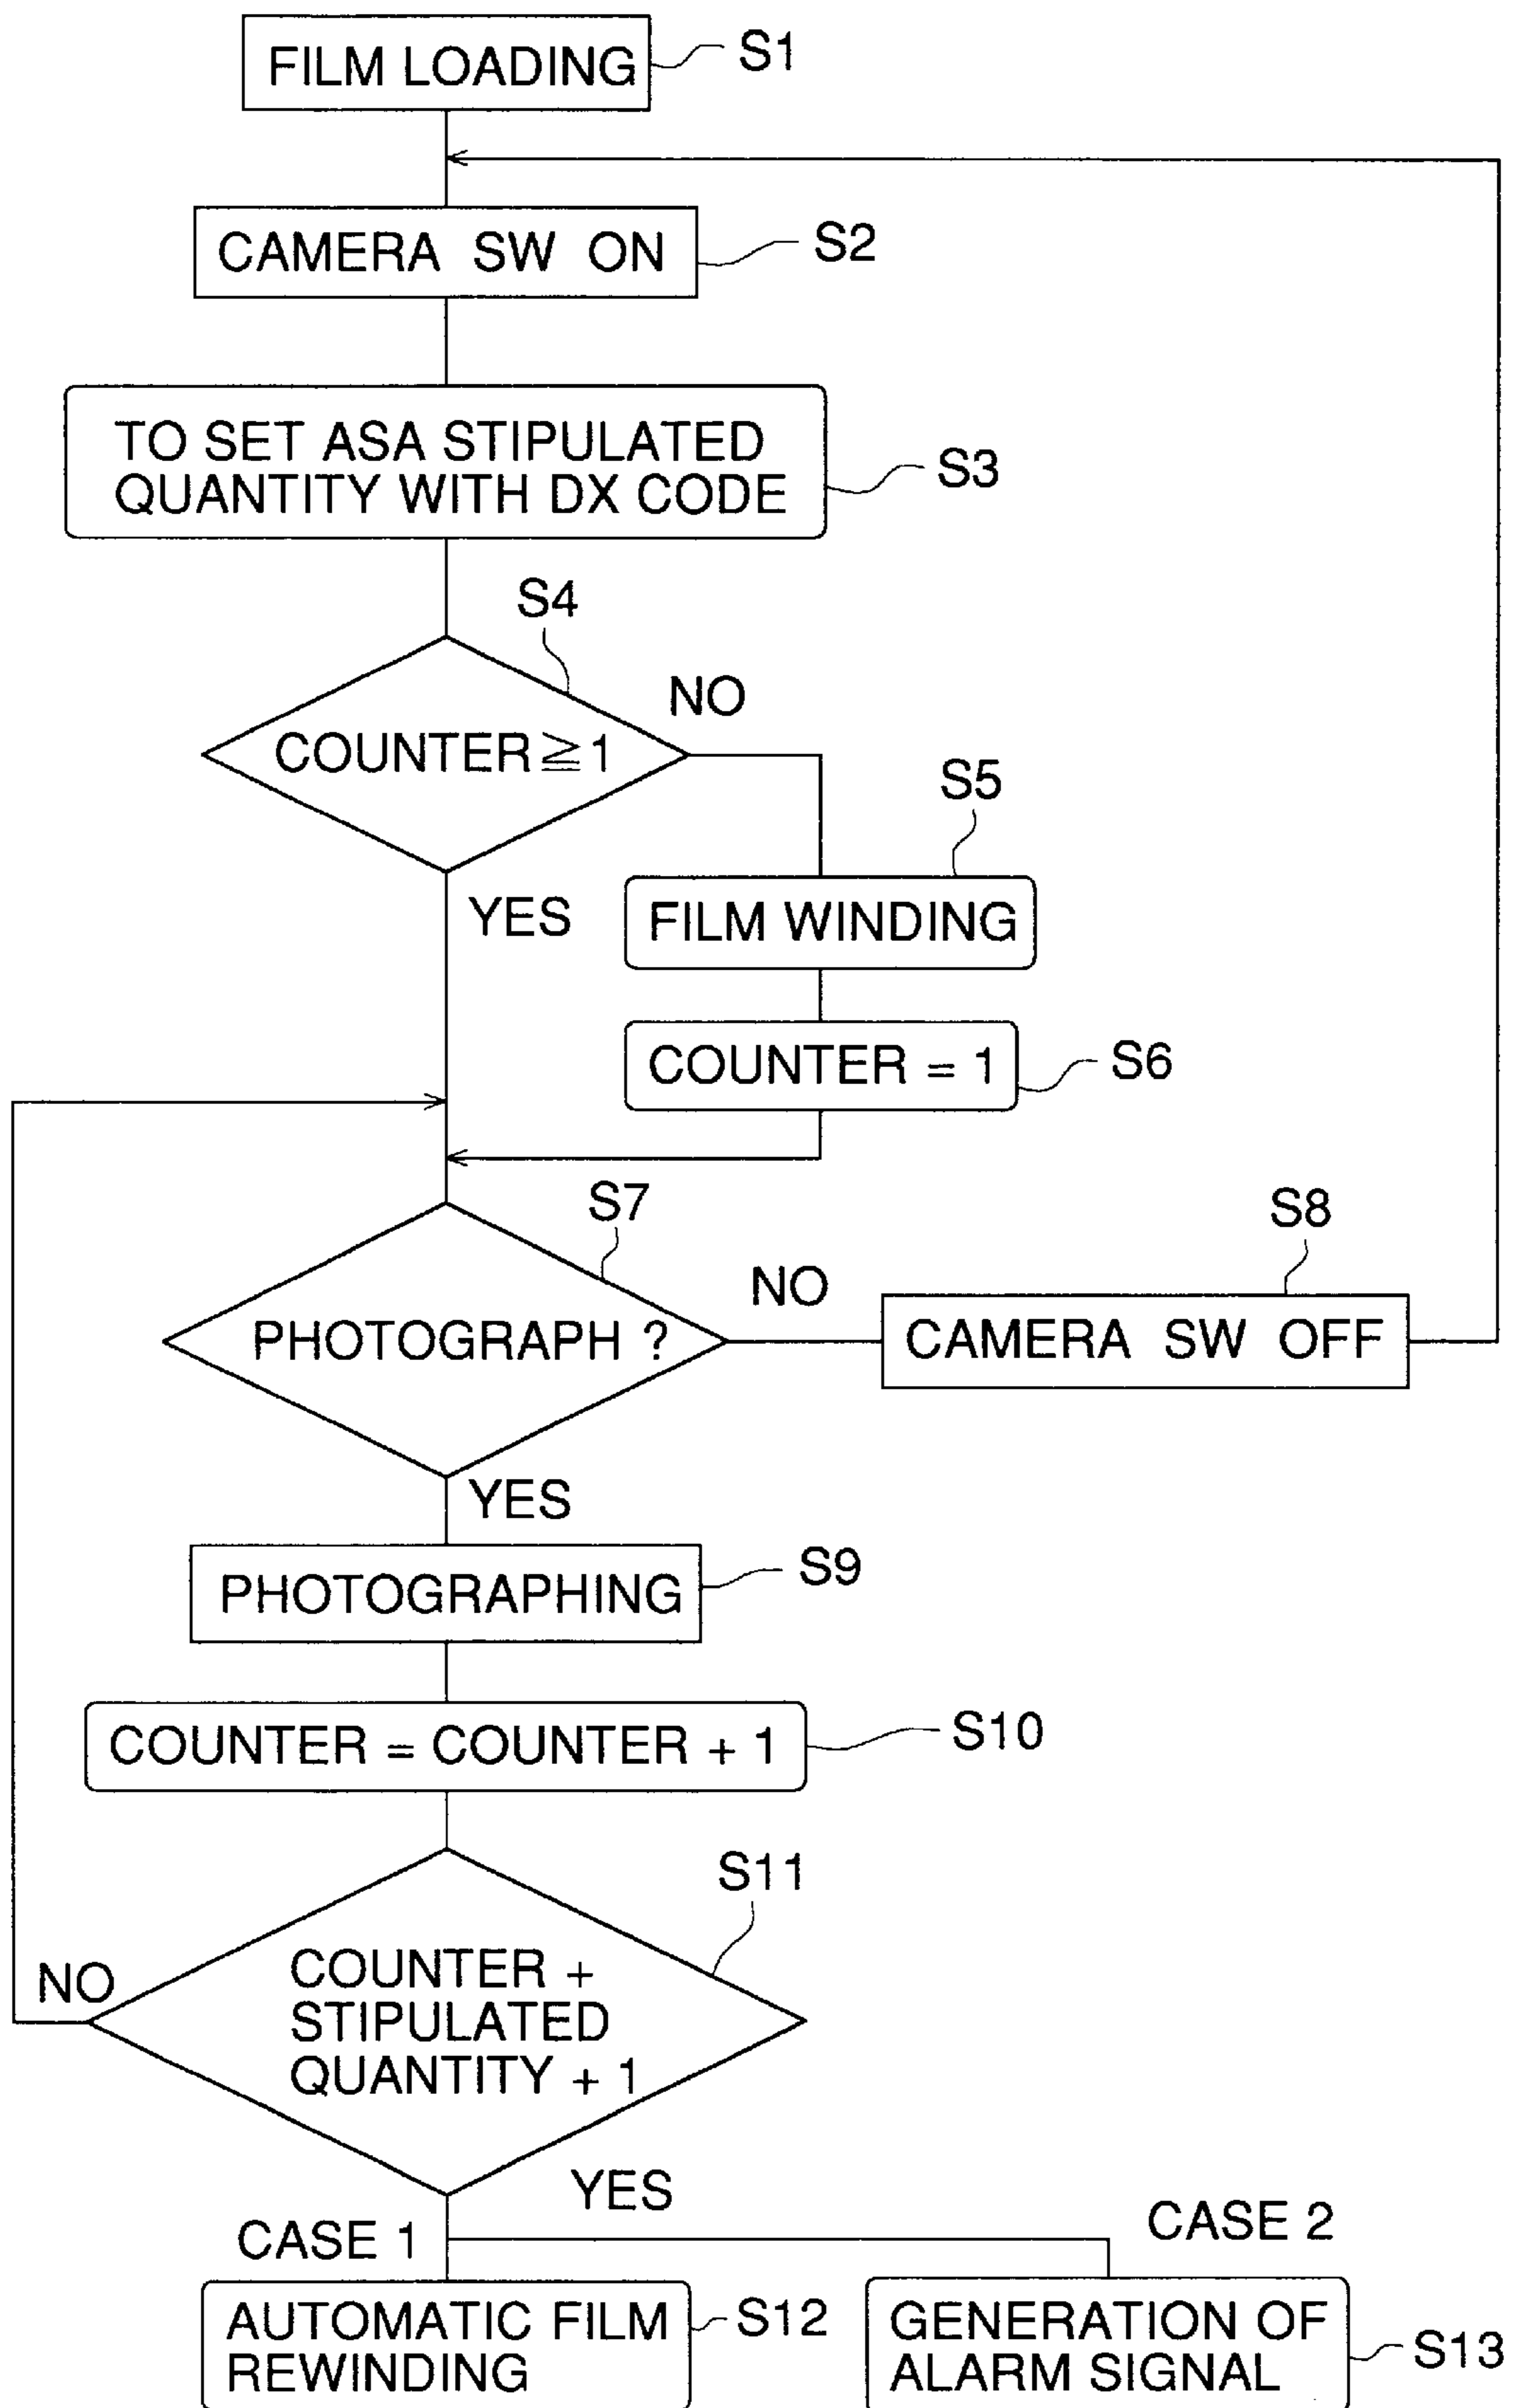 FILM LOADING
S1
CAMERA SW ON
S2
TO SET ASA STIPULATED
QUANTITY WITH DX CODE
S3
S4
NO
COUNTER ≧ 1
S5
YES
FILM WINDING
COUNTER = 1
S6
S7
S8
NO
PHOTOGRAPH ?
CAMERA SW OFF
YES
PHOTOGRAPHING
S9
COUNTER = COUNTER + 1
S10
S11
NO
COUNTER +
STIPULATED
QUANTITY + 1
YES
CASE 1
CASE 2
AUTOMATIC FILM
REWINDING
S12
GENERATION OF
ALARM SIGNAL
S13